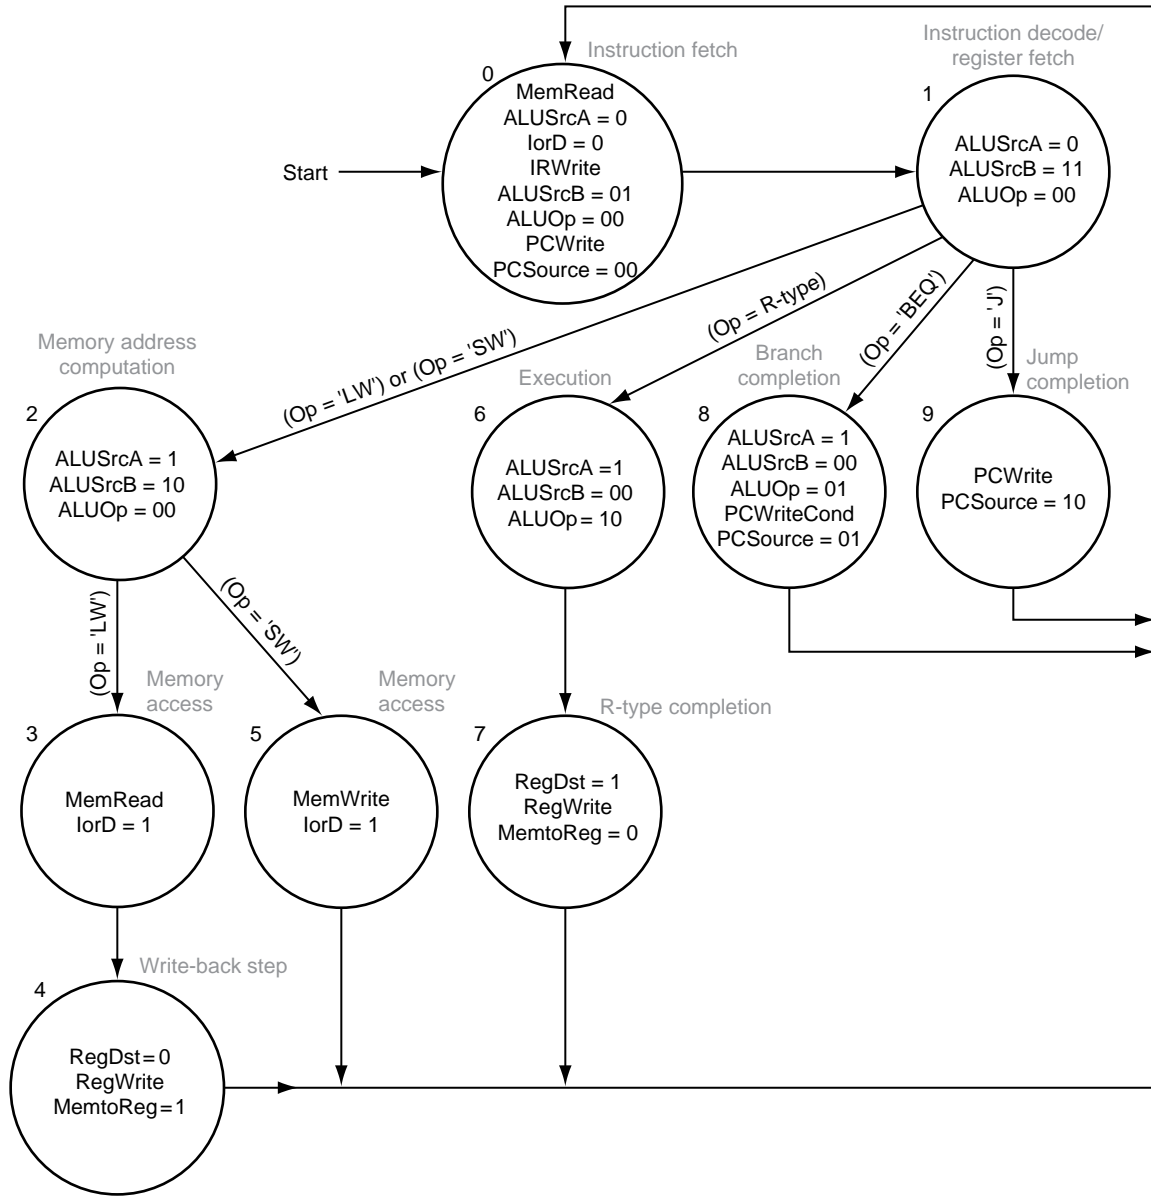 Instruction fetch
0
MemRead
ALUSrcA = 0
IorD = 0
IRWrite
ALUSrcB = 01
ALUOp = 00
PCWrite
PCSource = 00
Start
Instruction decode/
register fetch
1
ALUSrcA = 0
ALUSrcB = 11
ALUOp = 00
(Op = 'LW') or (Op = 'SW')
(Op = R-type)
(Op = 'BEQ')
(Op = 'J')
Memory address
computation
2
ALUSrcA = 1
ALUSrcB = 10
ALUOp = 00
Execution
6
ALUSrcA =1
ALUSrcB = 00
ALUOp = 10
Branch
completion
8
ALUSrcA = 1
ALUSrcB = 00
ALUOp = 01
PCWriteCond
PCSource = 01
Jump
completion
9
PCWrite
PCSource = 10
(Op = 'LW')
(Op = 'SW')
Memory
access
3
MemRead
IorD = 1
Memory
access
5
MemWrite
IorD = 1
R-type completion
7
RegDst = 1
RegWrite
MemtoReg = 0
Write-back step
4
RegDst=0
RegWrite
MemtoReg=1